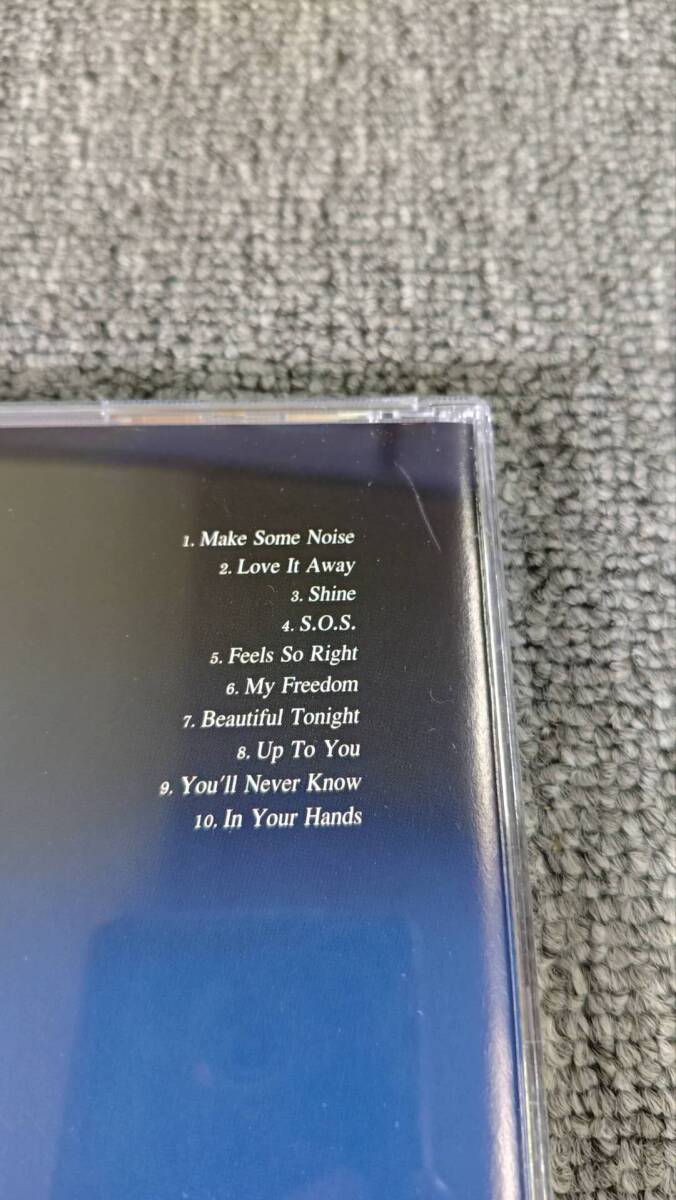 1. Make Some Noise
2. Love It Away
3. Shine
4. S.O.S.
5. Feels So Right
6. My Freedom
7. Beautiful Tonight
8. Up To You
9. You'll Never Know
10. In Your Hands